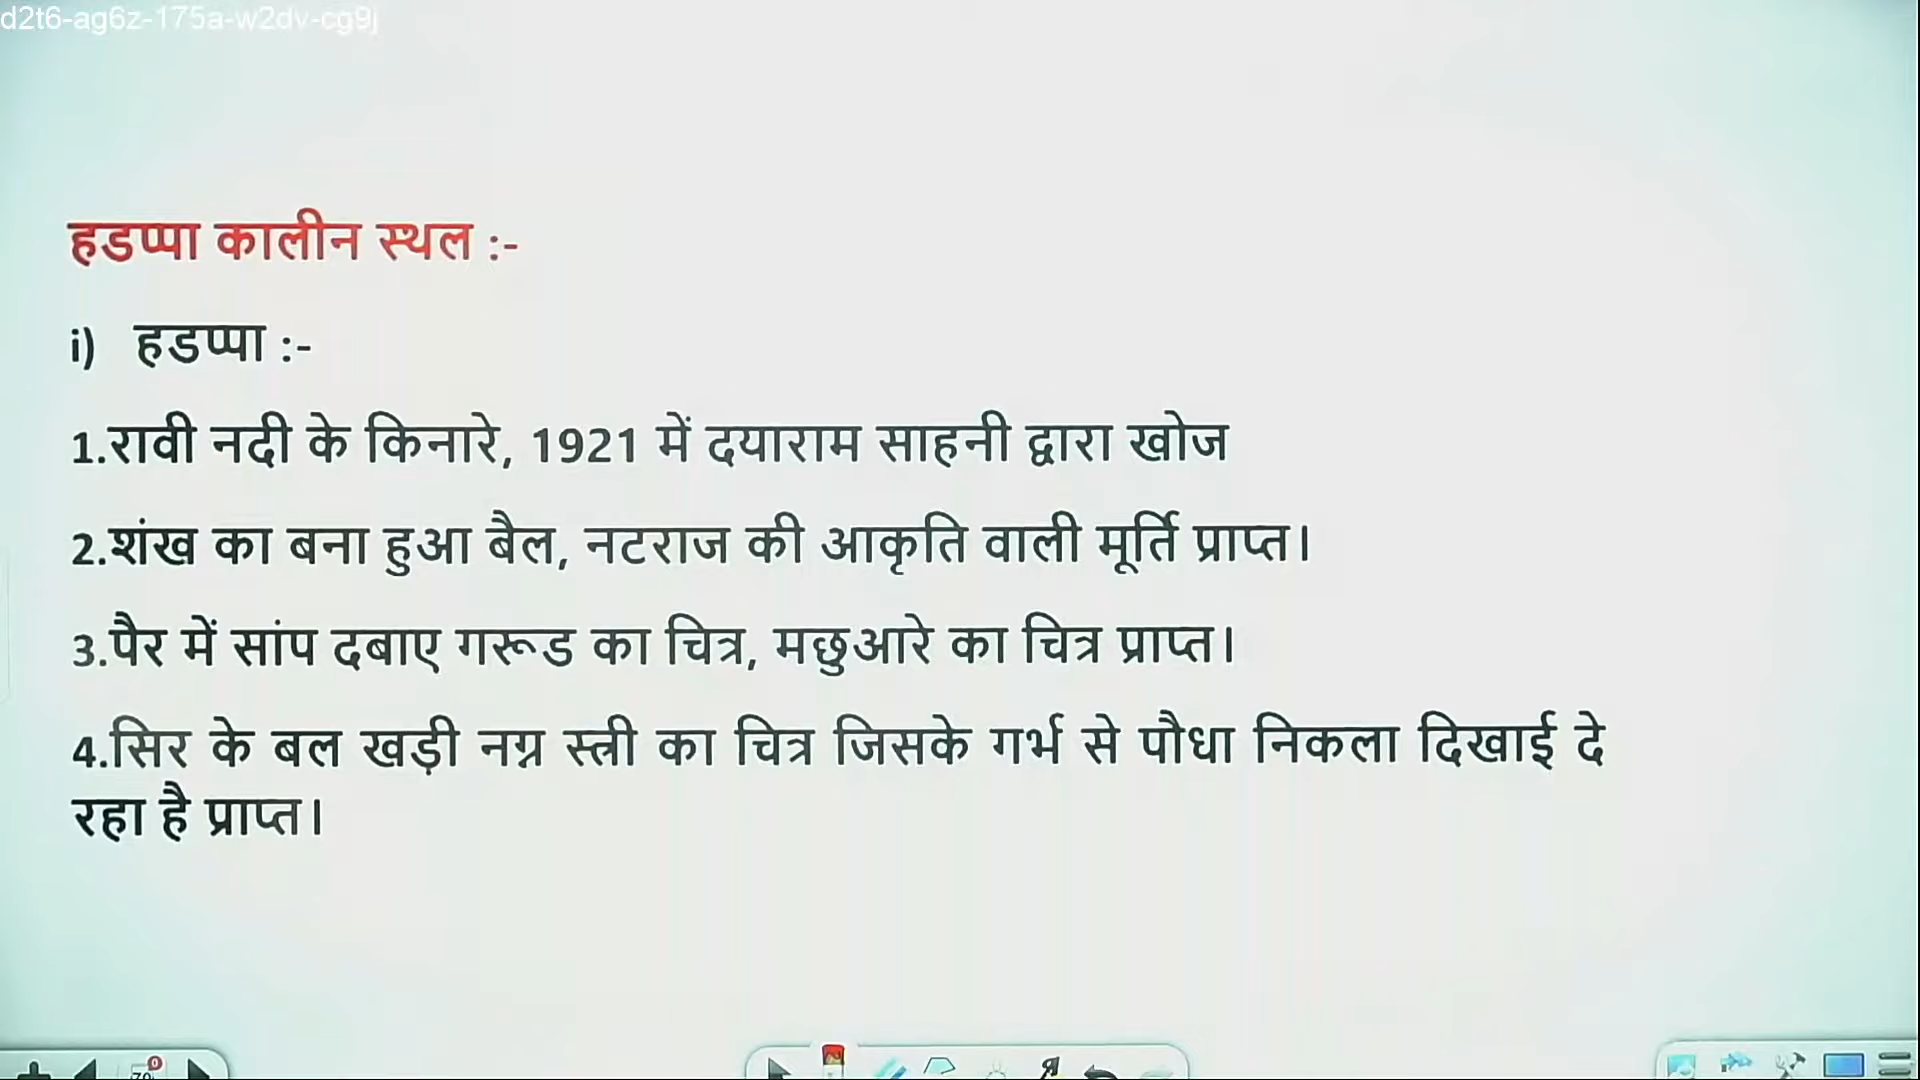 d2t6-ag6z-175a-w2dv-cg9j
हडप्पा कालीन स्थल :-
i) हडप्पा :-
1.रावी नदी के किनारे, 1921 में दयाराम साहनी द्वारा खोज
2.शंख का बना हुआ बैल, नटराज की आकृति वाली मूर्ति प्राप्त।
3.पैर में सांप दबाए गरूड का चित्र, मछुआरे का चित्र प्राप्त।
4.सिर के बल खड़ी नग्न स्त्री का चित्र जिसके गर्भ से पौधा निकला दिखाई दे
रहा है प्राप्त।